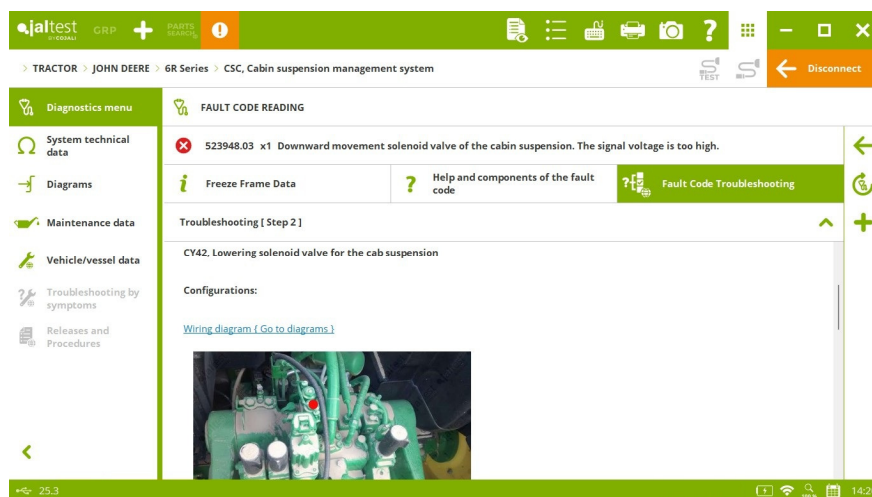 jaltest
BY COJALI
GRP
PARTS
SEARCH
TEST
TRACTOR > JOHN DEERE > 6R Series > CSC, Cabin suspension management system
Disconnect
Diagnostics menu
System technical
data
Diagrams
Maintenance data
Vehicle/vessel data
Troubleshooting by
symptoms
Releases and
Procedures
FAULT CODE READING
523948.03 x1 Downward movement solenoid valve of the cabin suspension. The signal voltage is too high.
Freeze Frame Data
Help and components of the fault
code
Fault Code Troubleshooting
Troubleshooting [ Step 2 ]
CY42, Lowering solenoid valve for the cab suspension
Configurations:
Wiring diagram { Go to diagrams }
25.3
100 %